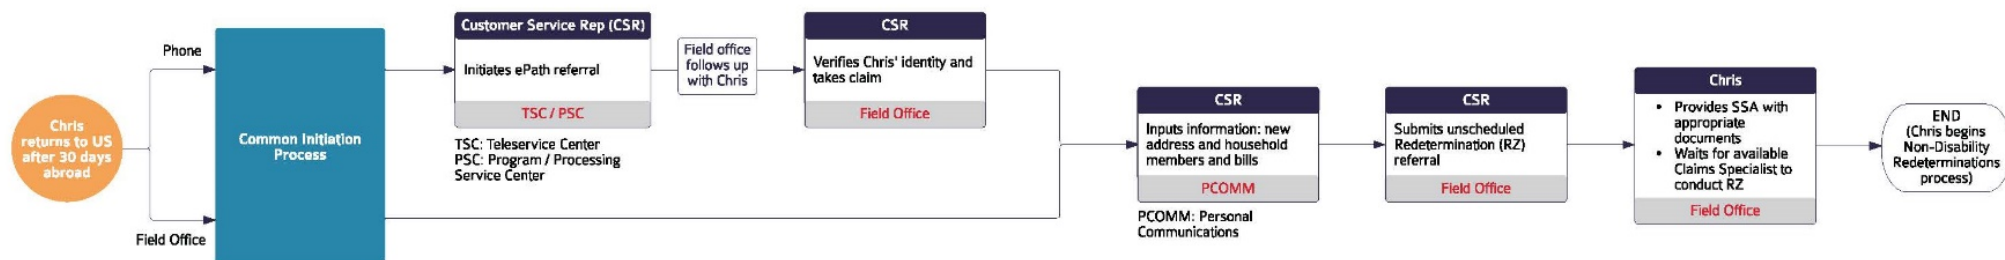 Chris
returns to US
after 30 days
abroad
Phone
Field Office
Common Initiation
Process
Customer Service Rep (CSR)
Initiates ePath referral
TSC / PSC
TSC: Teleservice Center
PSC: Program / Processing
Service Center
Field office
follows up
with Chris
CSR
Verifies Chris' identity and
takes claim
Field Office
CSR
Inputs information: new
address and household
members and bills
PCOMM
PCOMM: Personal
Communications
CSR
Submits unscheduled
Redetermination (RZ)
referral
Field Office
Chris
• Provides SSA with
appropriate
documents
• Waits for available
Claims Specialist to
conduct RZ
Field Office
END
(Chris begins
Non-Disability
Redeterminations
process)